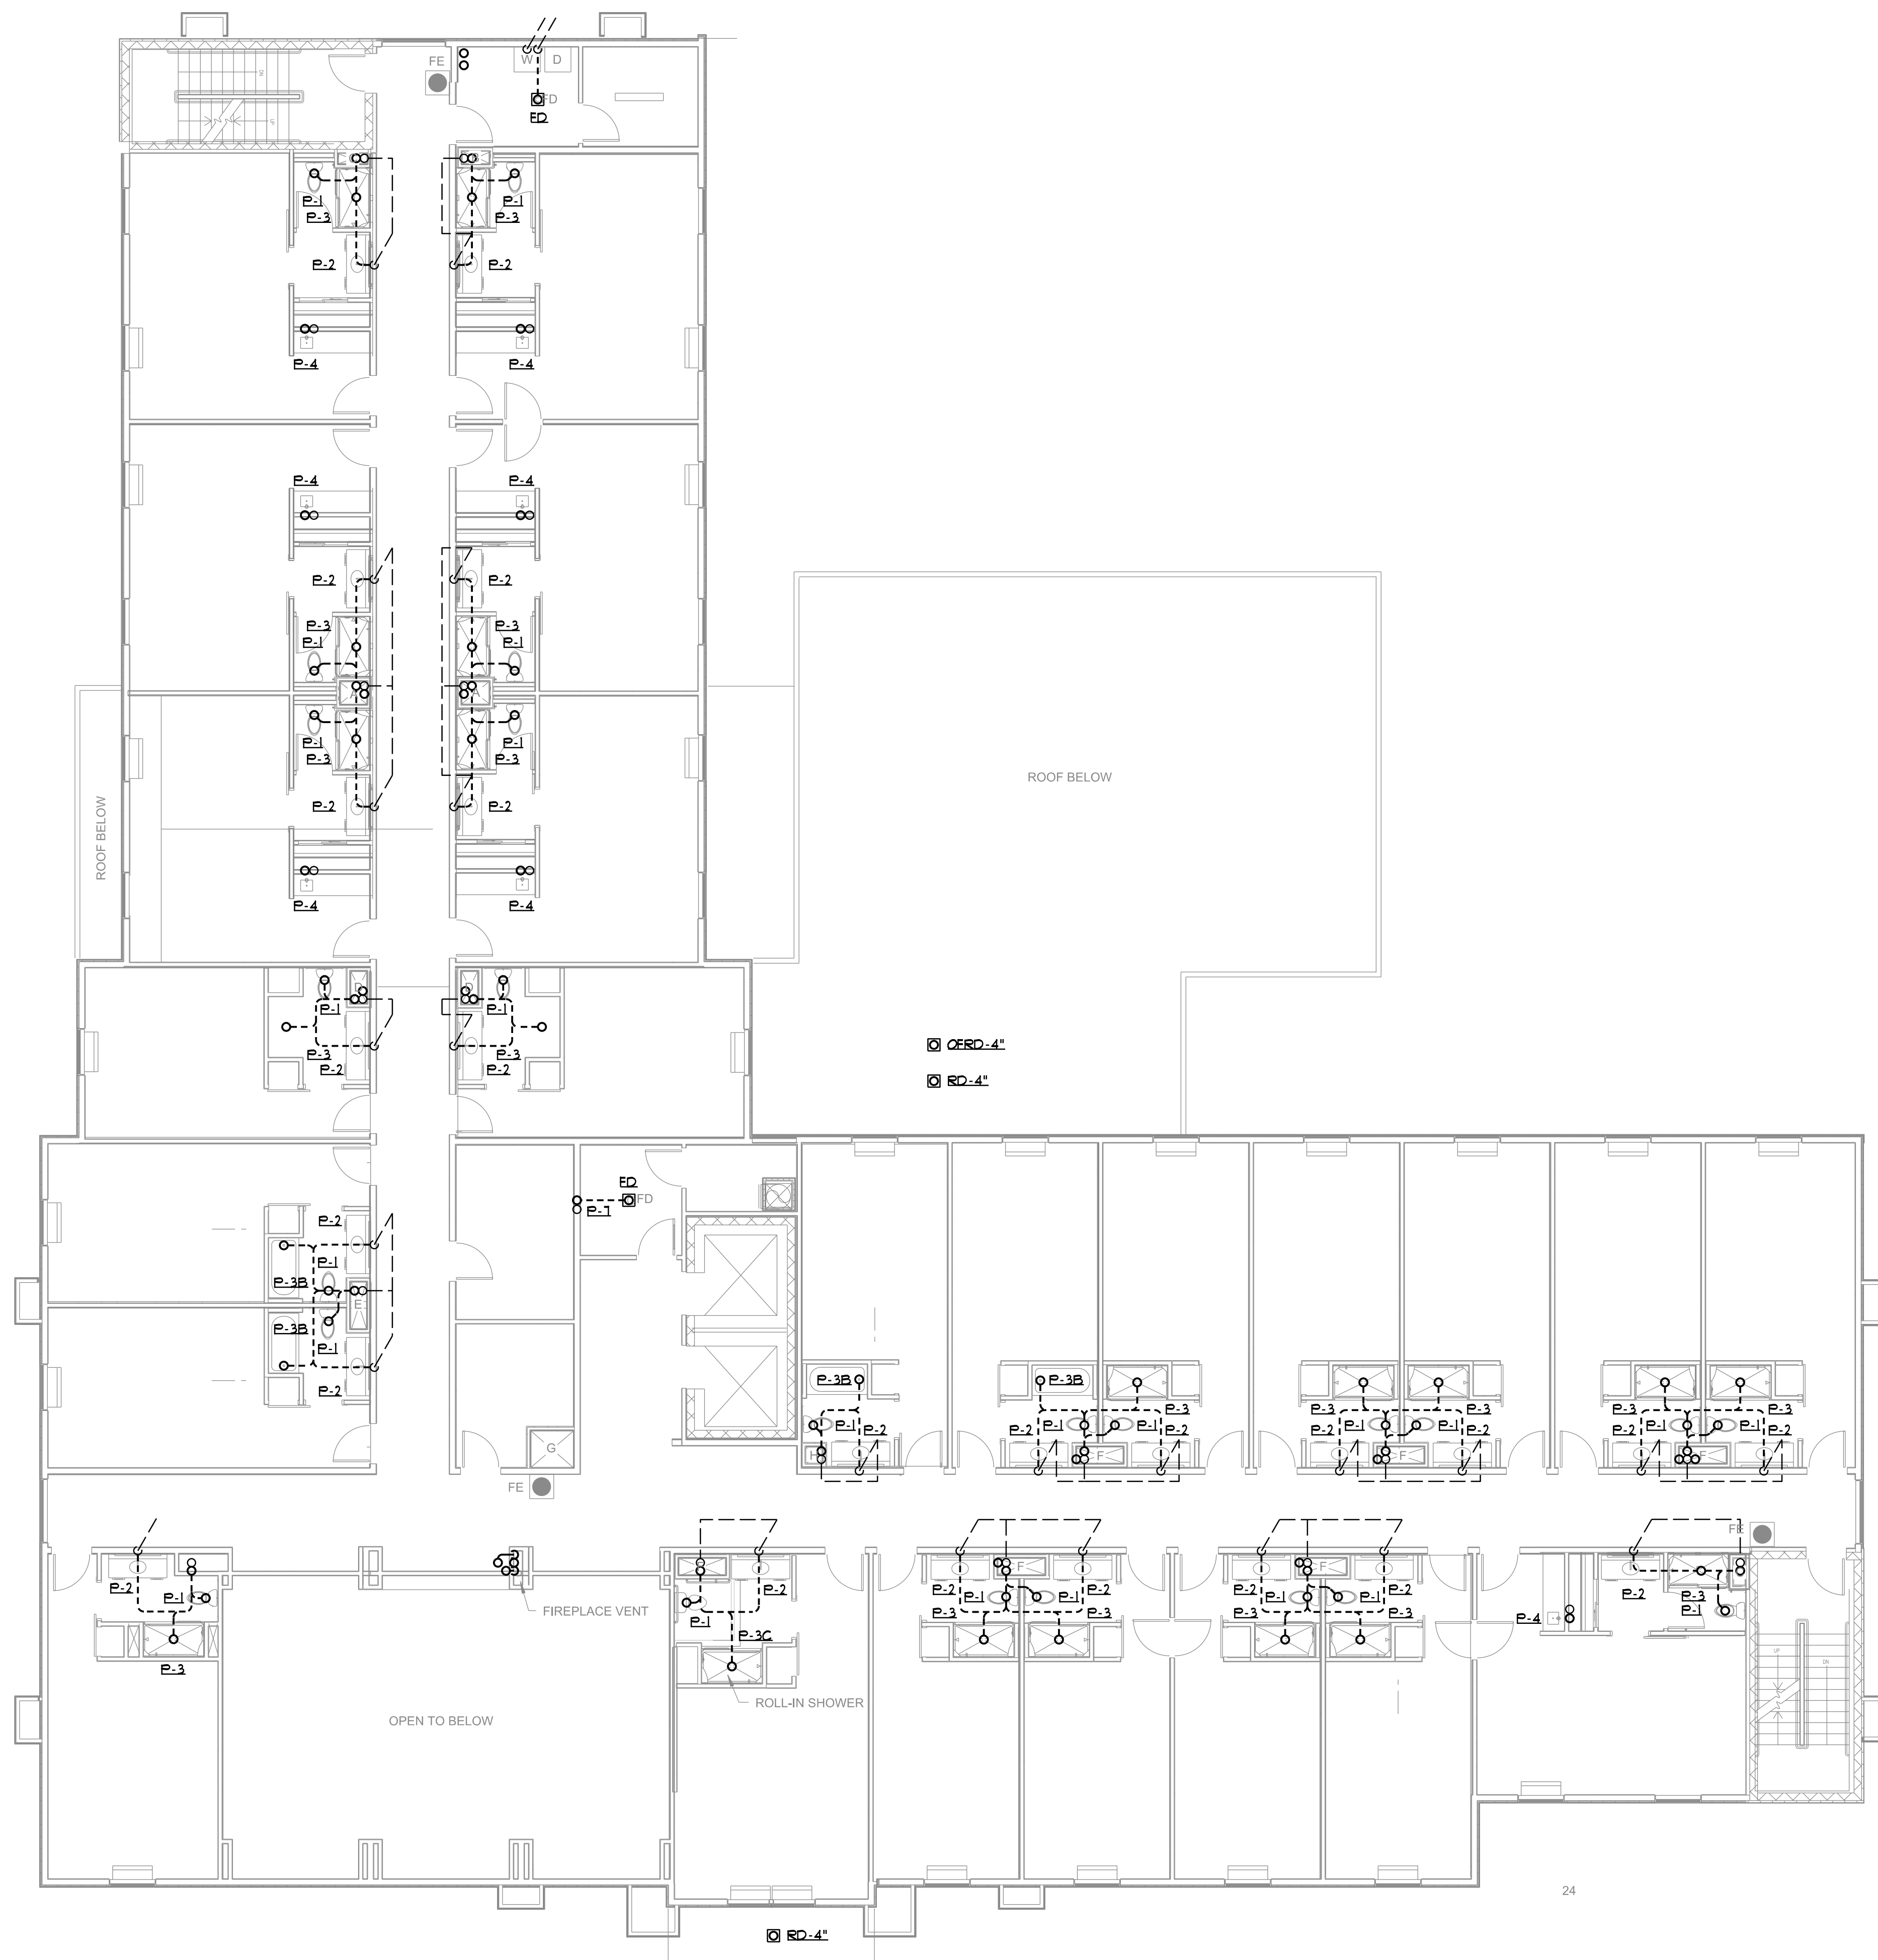 FE
W D
FD
FD
P-1 P-1
P-3 P-3
P-2 P-2
P-4 P-4
P-4 P-4
P-2 P-2
P-3 P-3
P-1 P-1
A A
P-1 P-1
P-3 P-3
P-2 P-2
ROOF BELOW
ROOF BELOW
P-4 P-4
D D
P-1 P-1
P-3 P-3
P-2 P-2
OFRD-4"
RD-4"
FD
FD
P-7
P-2
P-1
P-3B
E
P-3B
P-1
P-2
P-3B P-3B
P-3 P-3 P-3 P-3 P-3
P-1 P-2 P-2 P-1 P-1 P-2 P-2 P-1 P-1 P-2 P-2 P-1 P-1 P-2
F F F
G
FE
FE
F F
P-2 P-1 P-2 P-2 P-1 P-1 P-2 P-2 P-1 P-1 P-2 P-2 P-3
P-1
P-4
FIREPLACE VENT
P-1
P-3 P-3 P-3 P-3
P-3C
P-3
UP
DN
ROLL-IN SHOWER
OPEN TO BELOW
24
RD-4"